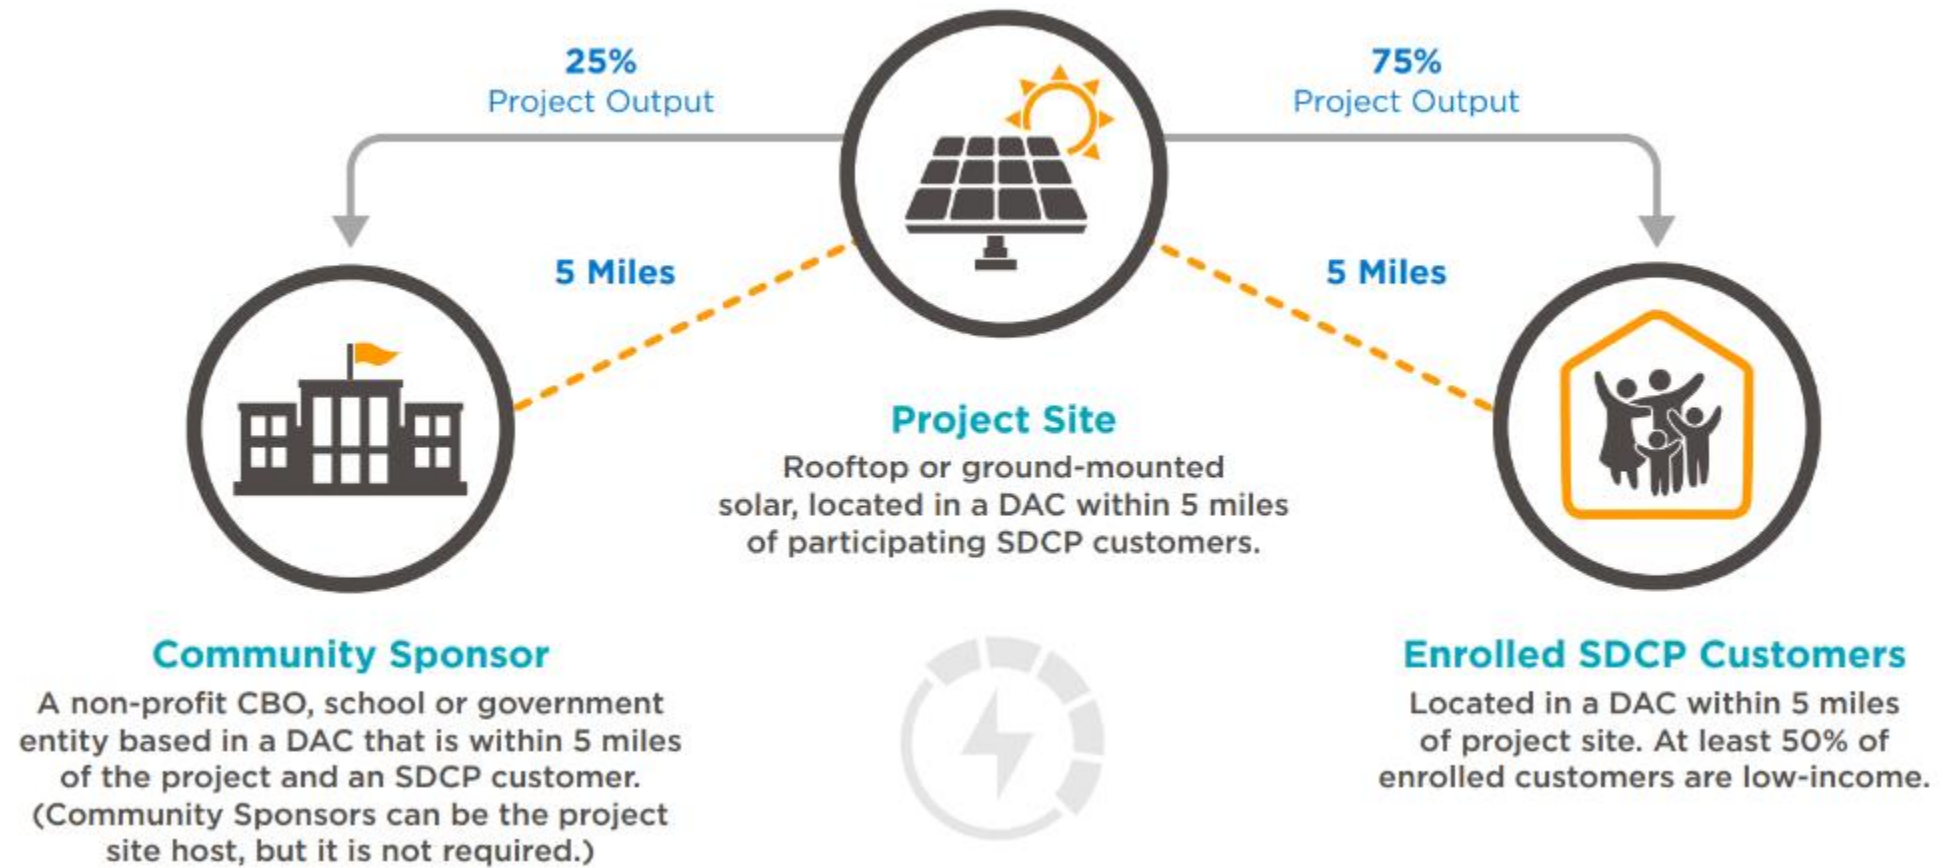 25%
Project Output
75%
Project Output
5 Miles
5 Miles
Project Site
Rooftop or ground-mounted
solar, located in a DAC within 5 miles
of participating SDCP customers.
Community Sponsor
A non-profit CBO, school or government
entity based in a DAC that is within 5 miles
of the project and an SDCP customer.
(Community Sponsors can be the project
site host, but it is not required.)
Enrolled SDCP Customers
Located in a DAC within 5 miles
of project site. At least 50% of
enrolled customers are low-income.